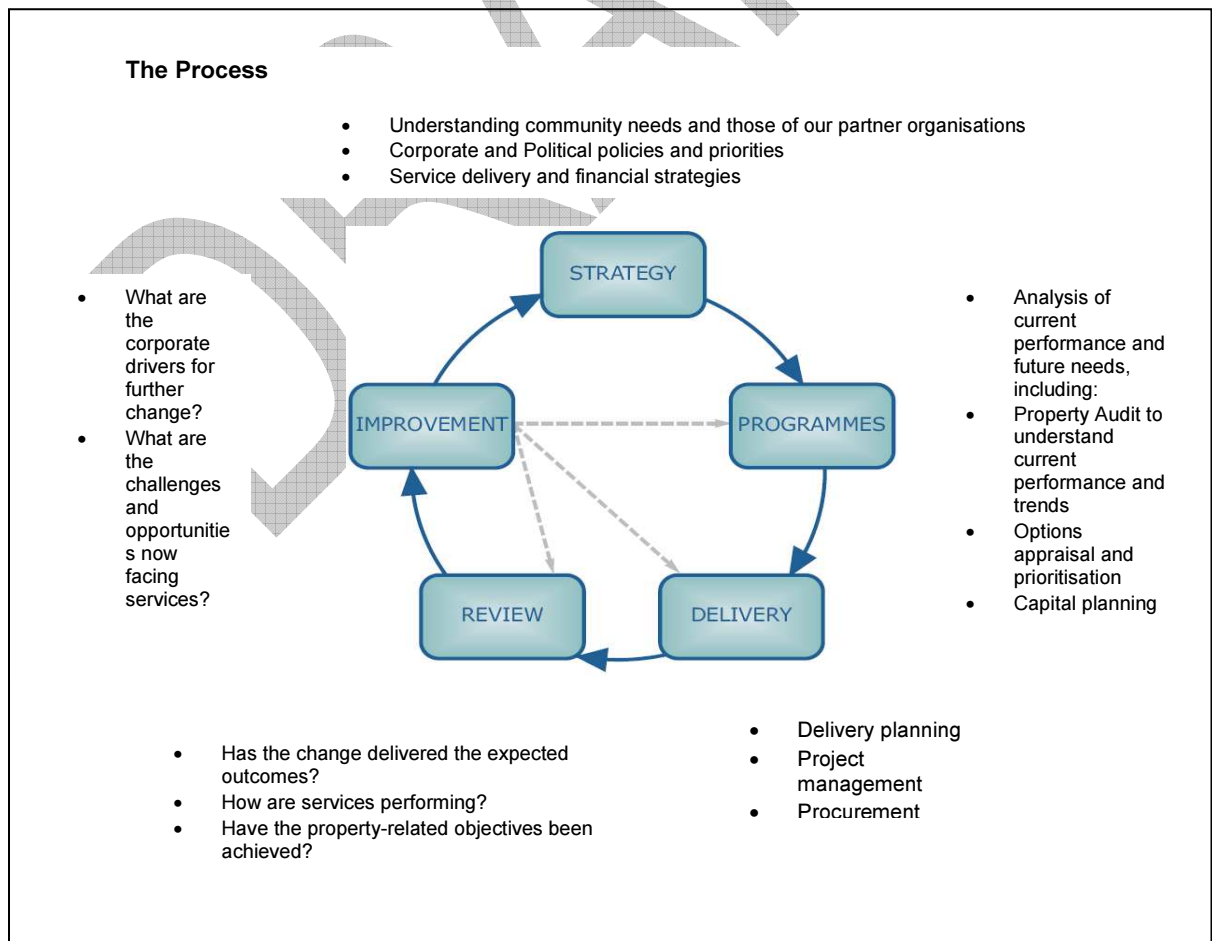 The Process
• Understanding community needs and those of our partner organisations
• Corporate and Political policies and priorities
• Service delivery and financial strategies
STRATEGY
• What are
the
corporate
drivers for
further
change?
• What are
the
challenges
and
opportunitie
s now
facing
services?
IMPROVEMENT
PROGRAMMES
• Analysis of
current
performance and
future needs,
including:
• Property Audit to
understand
current
performance and
trends
• Options
appraisal and
prioritisation
• Capital planning
REVIEW
DELIVERY
• Has the change delivered the expected
outcomes?
• How are services performing?
• Have the property-related objectives been
achieved?
• Delivery planning
• Project
management
• Procurement